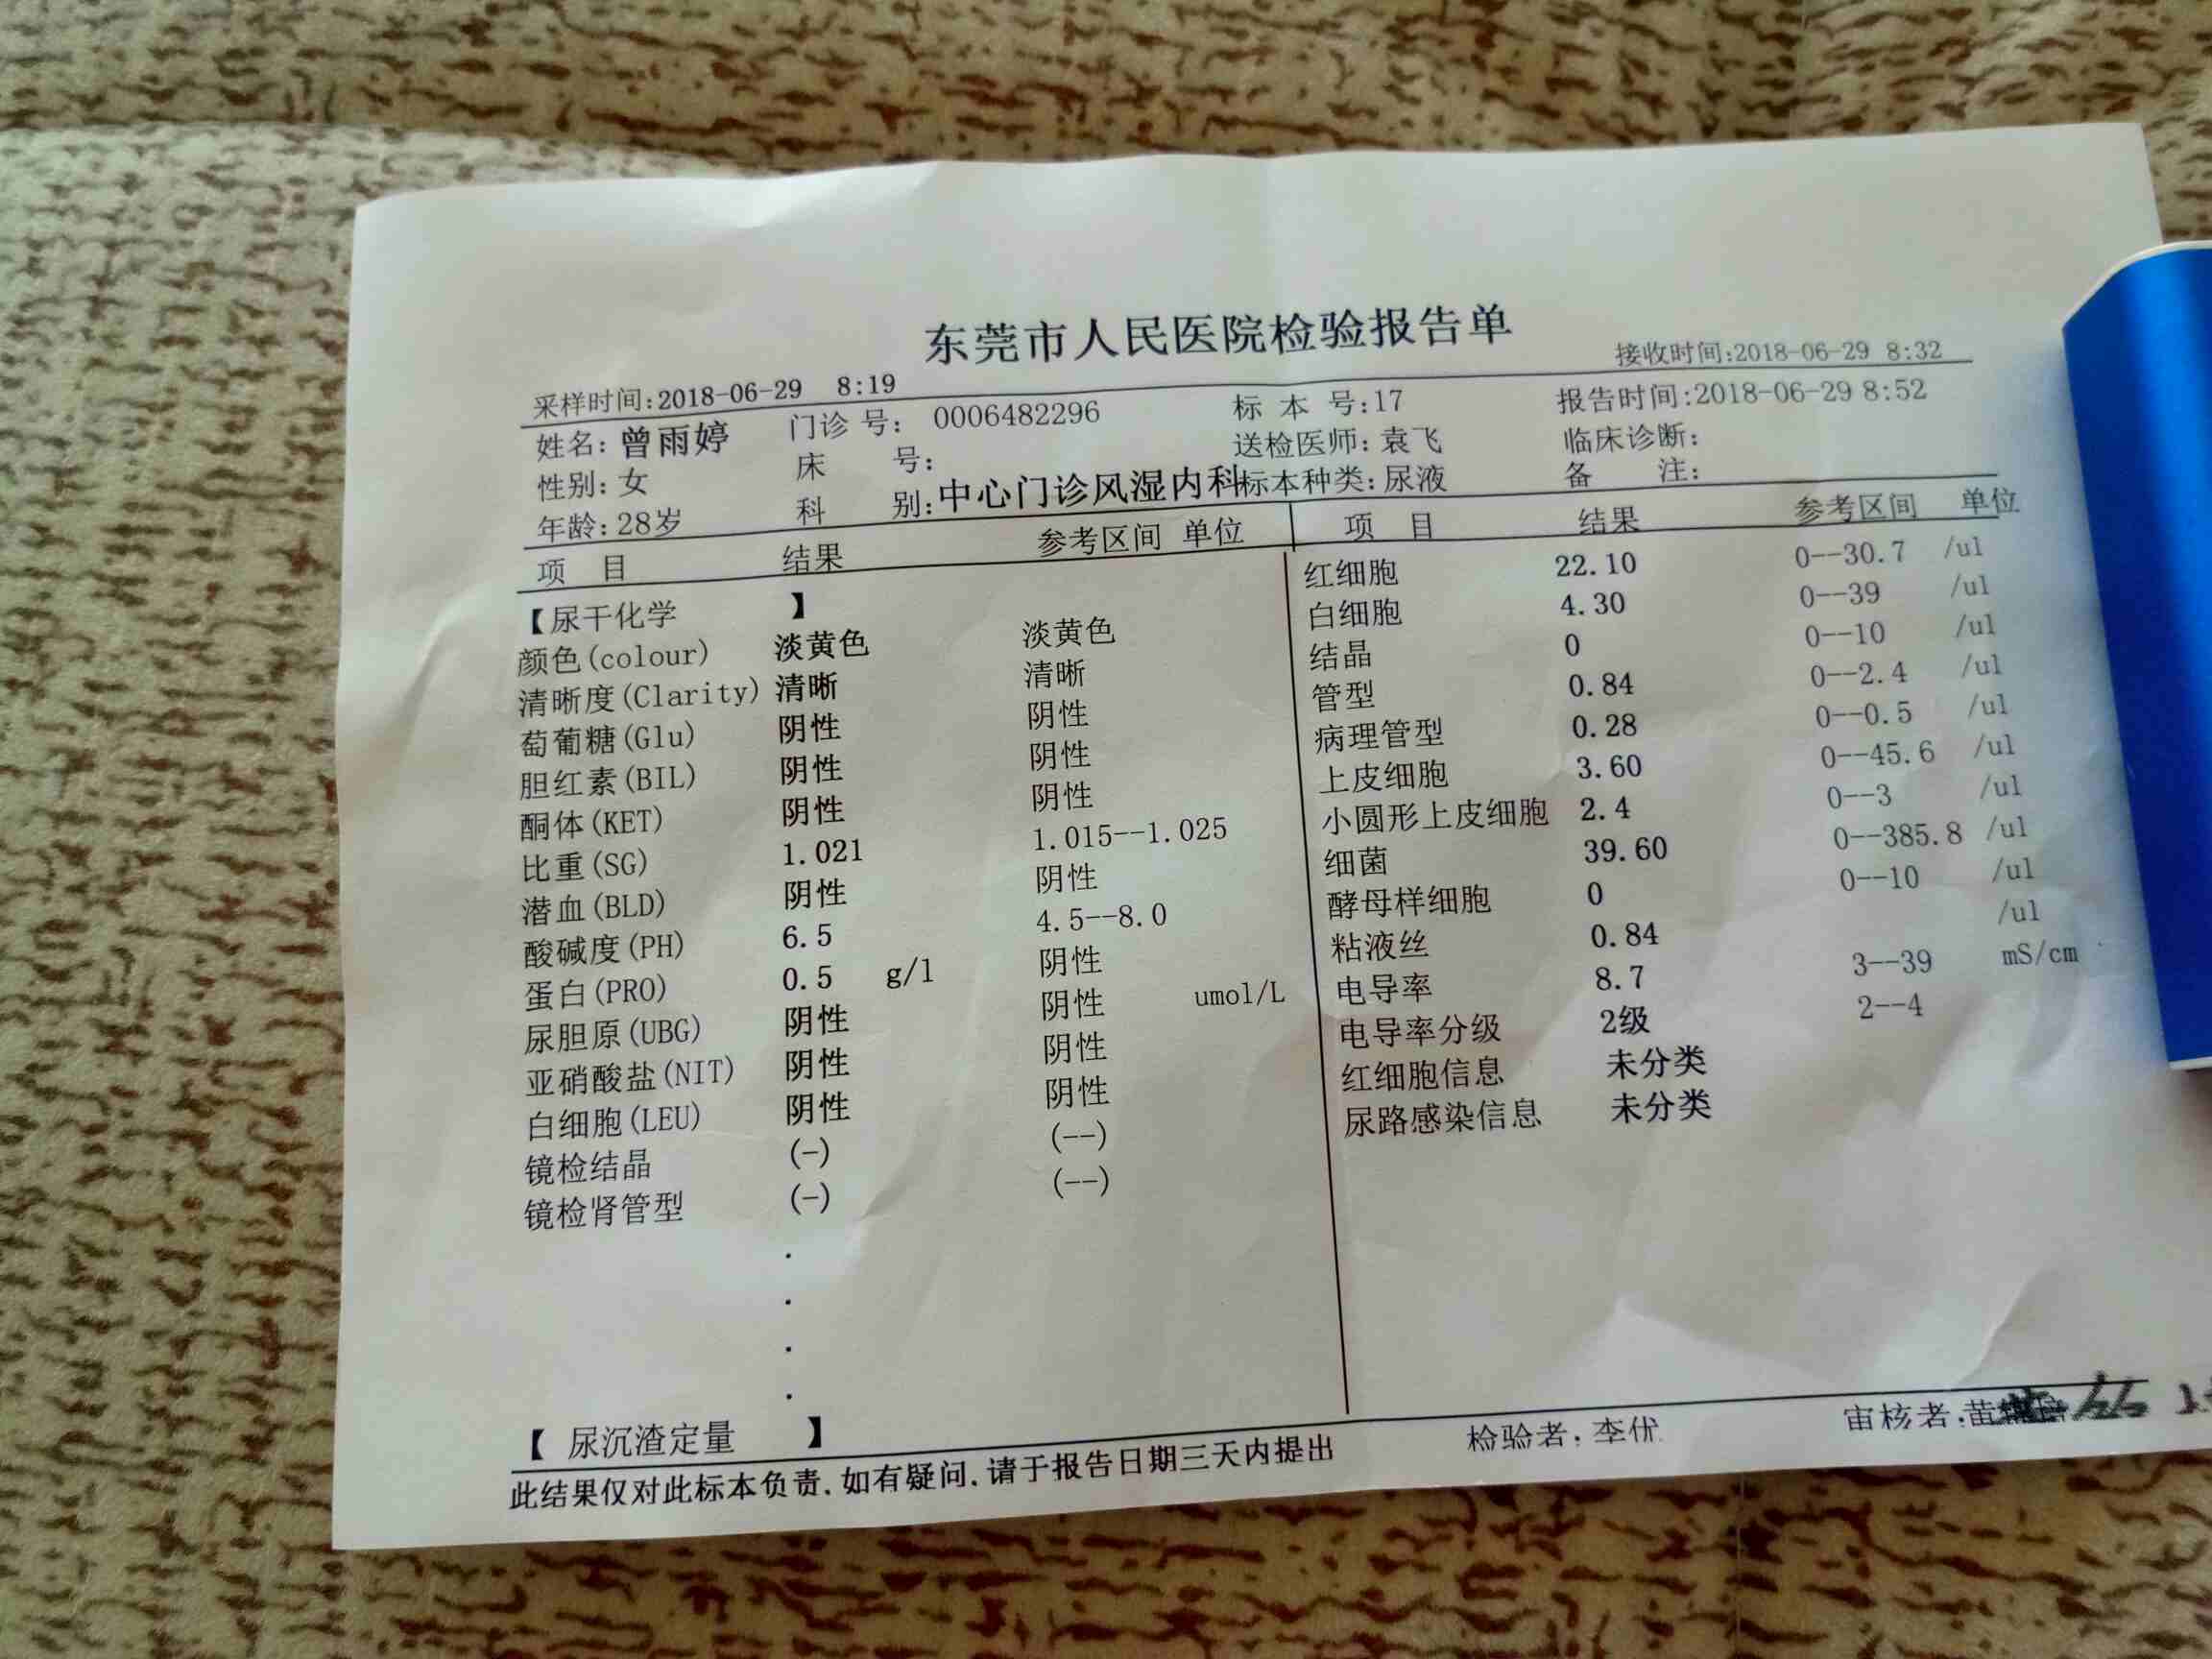 东莞市人民医院检验报告单
采样时间:2018-06-29 8:19 接收时间:2018-06-29 8:32
姓名: 曾雨婷 门诊 号: 0006482296 标 本 号:17 报告时间:2018-06-29 8:52
性别: 女 床 号: 送检医师: 袁飞 临床诊断:
年龄: 28岁 科 别: 中心门诊风湿内科 标本种类: 尿液 备 注:
项 目 结果 参考区间 单位
【尿干化学 】
颜色(colour) 淡黄色 淡黄色
清晰度(Clarity) 清晰 清晰
萄葡糖(Glu) 阴性 阴性
胆红素(BIL) 阴性 阴性
酮体(KET) 阴性 阴性
比重(SG) 1.021 1.015--1.025
潜血(BLD) 阴性 阴性
酸碱度(PH) 6.5 4.5--8.0
蛋白(PRO) 0.5 g/l 阴性
尿胆原(UBG) 阴性 阴性 umol/L
亚硝酸盐(NIT) 阴性 阴性
白细胞(LEU) 阴性 阴性
镜检结晶 (-) (--)
镜检肾管型 (-) (--)
.
.
.
.
【 尿沉渣定量 】
项 目 结果 参考区间 单位
红细胞 22.10 0--30.7 /ul
白细胞 4.30 0--39 /ul
结晶 0 0--10 /ul
管型 0.84 0--2.4 /ul
病理管型 0.28 0--0.5 /ul
上皮细胞 3.60 0--45.6 /ul
小圆形上皮细胞 2.4 0--3 /ul
细菌 39.60 0--385.8 /ul
酵母样细胞 0 0--10 /ul
粘液丝 0.84 /ul
电导率 8.7 3--39 mS/cm
电导率分级 2级 2--4
红细胞信息 未分类
尿路感染信息 未分类
此结果仅对此标本负责.如有疑问.请于报告日期三天内提出 检验者: 李优 审核者:黄